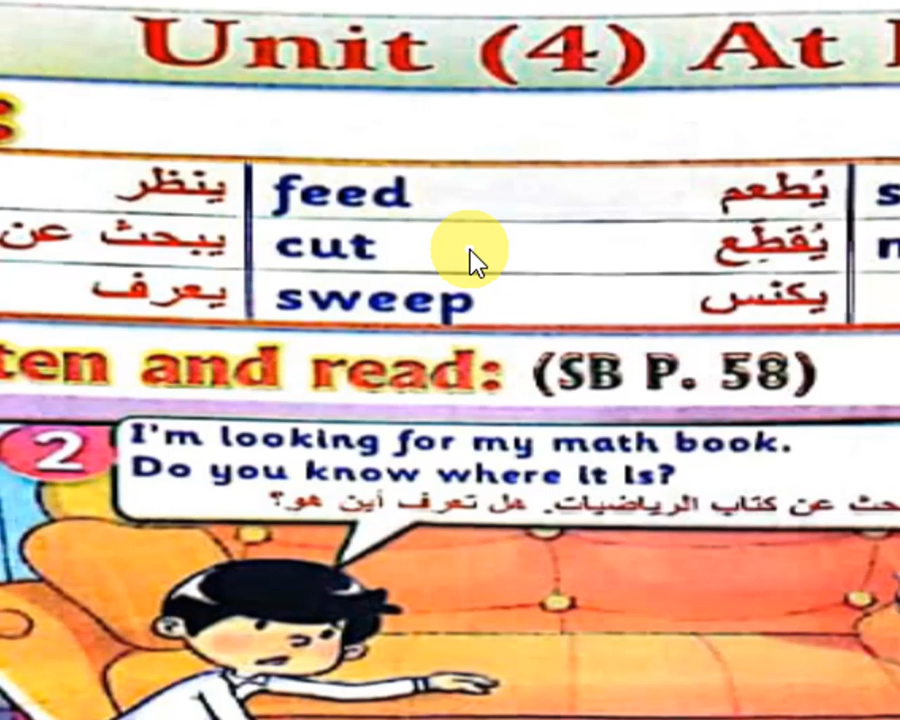 Unit (4) At
:
ينظر feed يُطعم
يبحث عن cut يُقطِّع
يعرف sweep يكنس
ten and read: (SB P. 58)
2
I'm looking for my math book.
Do you know where it is?
حث عن كتاب الرياضيات. هل تعرف أين هو؟